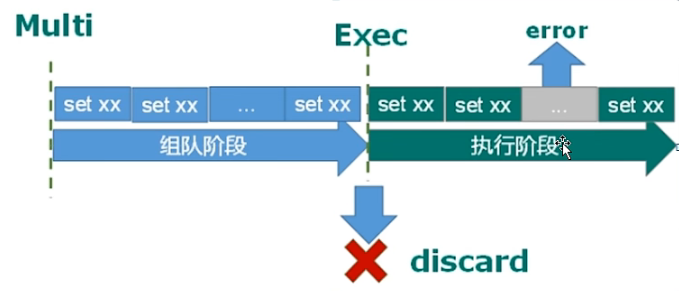 Multi
Exec
error
set xx set xx ... set xx set xx set xx ... set xx
组队阶段 执行阶段
discard